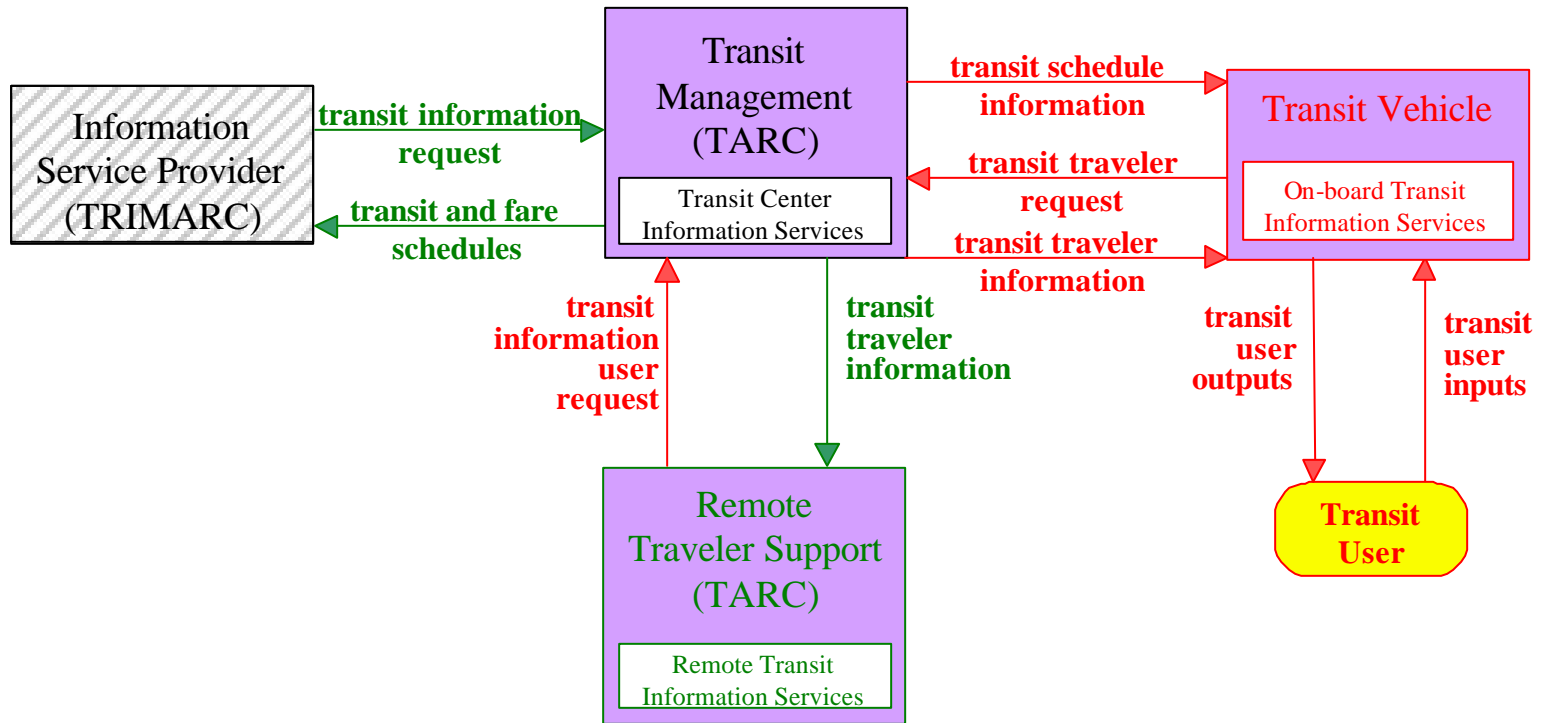 Information
Service Provider
(TRIMARC)
transit information
request
transit and fare
schedules
Transit
Management
(TARC)
Transit Center
Information Services
transit schedule
information
transit traveler
request
transit traveler
information
Transit Vehicle
On-board Transit
Information Services
transit
information
user
request
transit
traveler
information
transit
user
outputs
transit
user
inputs
Remote
Traveler Support
(TARC)
Remote Transit
Information Services
Transit
User